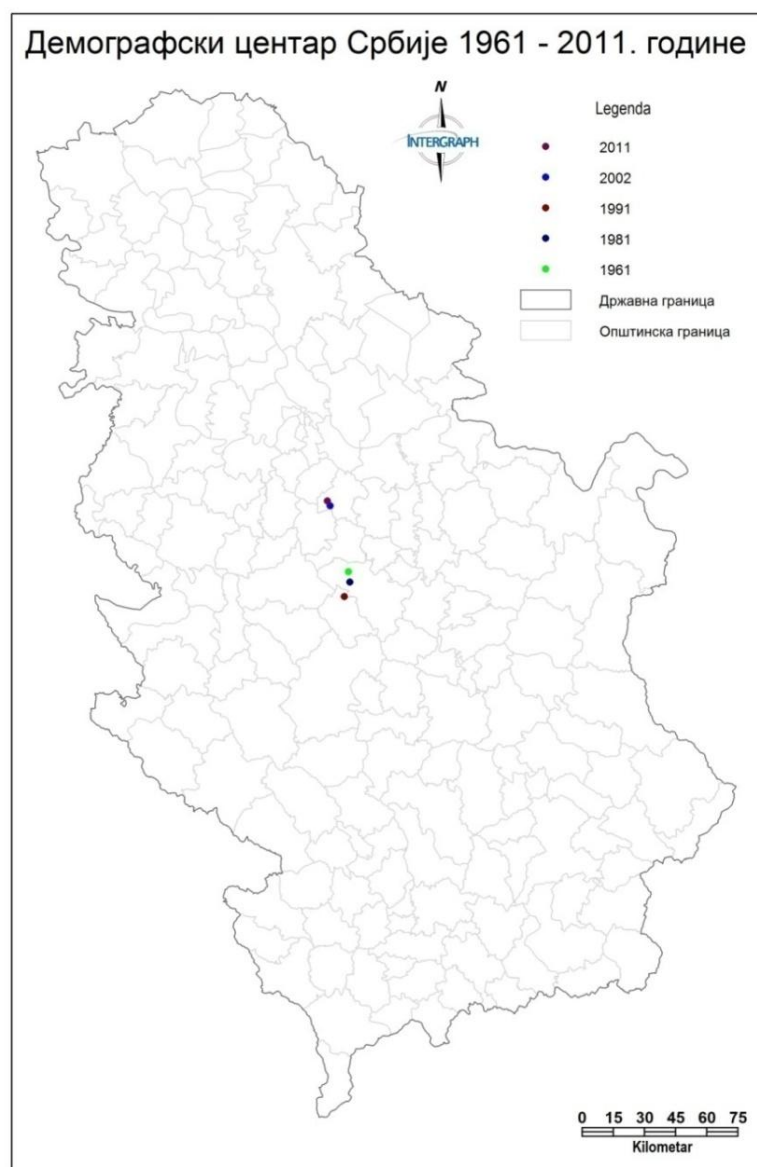 Демографски центар Србије 1961 - 2011. године
N
INTERGRAPH
Legenda
2011
2002
1991
1981
1961
Државна граница
Општинска граница
0 15 30 45 60 75
Kilometar